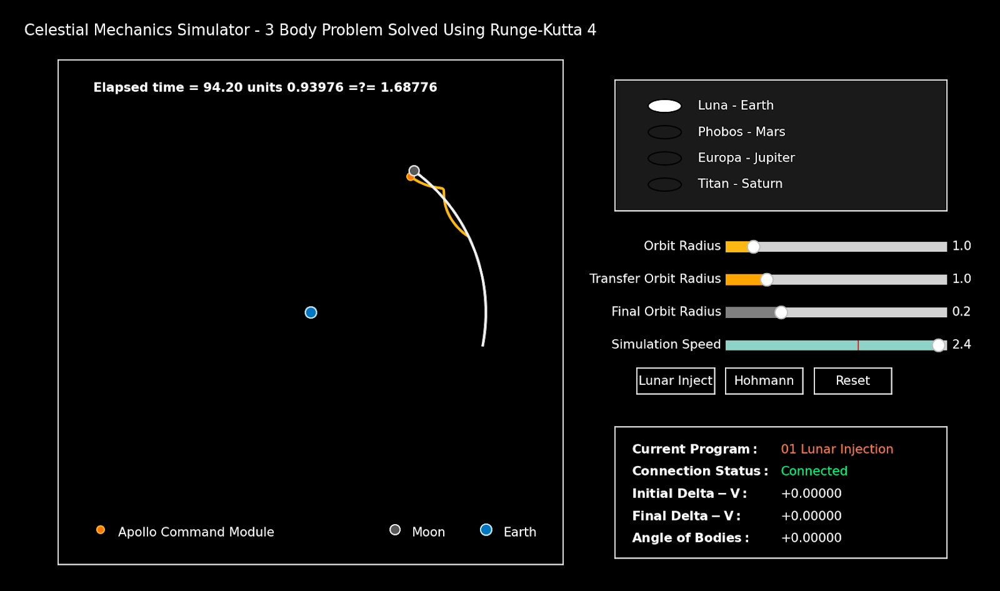 Celestial Mechanics Simulator - 3 Body Problem Solved Using Runge-Kutta 4
Elapsed time = 94.20 units 0.93976 =?= 1.68776
Apollo Command Module
Moon
Earth
Luna - Earth
Phobos - Mars
Europa - Jupiter
Titan - Saturn
Orbit Radius 1.0
Transfer Orbit Radius 1.0
Final Orbit Radius 0.2
Simulation Speed 2.4
Lunar Inject Hohmann Reset
Current Program: 01 Lunar Injection
Connection Status: Connected
Initial Delta − V: +0.00000
Final Delta − V: +0.00000
Angle of Bodies: +0.00000